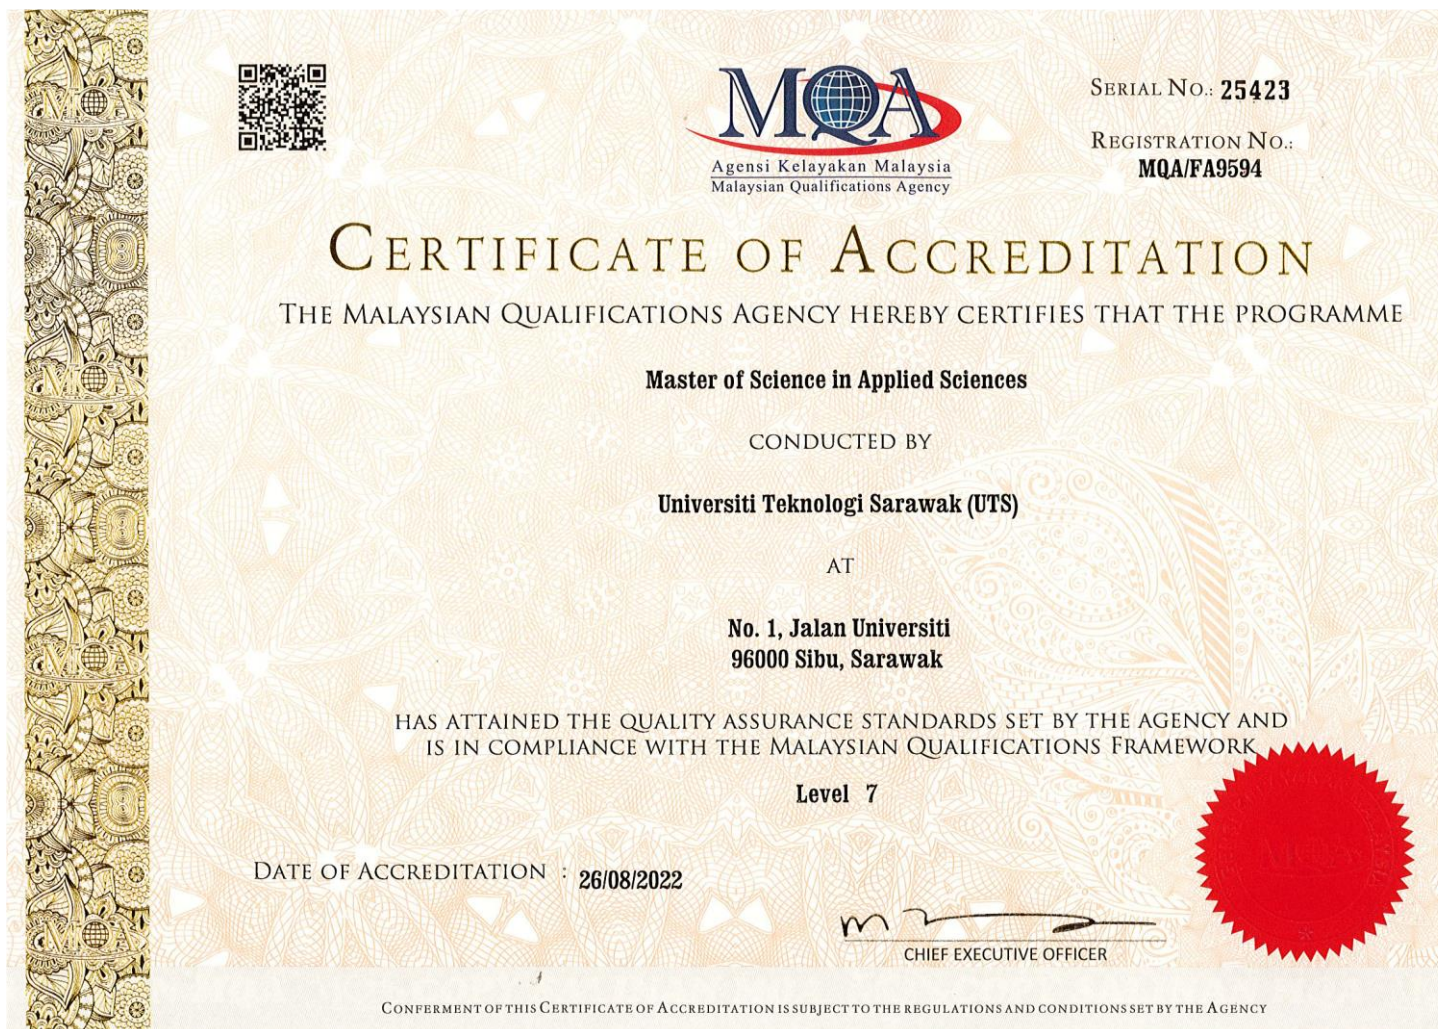 MQA
Agensi Kelayakan Malaysia
Malaysian Qualifications Agency
SERIAL NO.: 25423
REGISTRATION NO.:
MQA/FA9594
CERTIFICATE OF ACCREDITATION
THE MALAYSIAN QUALIFICATIONS AGENCY HEREBY CERTIFIES THAT THE PROGRAMME
Master of Science in Applied Sciences
CONDUCTED BY
Universiti Teknologi Sarawak (UTS)
AT
No. 1, Jalan Universiti
96000 Sibu, Sarawak
HAS ATTAINED THE QUALITY ASSURANCE STANDARDS SET BY THE AGENCY AND
IS IN COMPLIANCE WITH THE MALAYSIAN QUALIFICATIONS FRAMEWORK
Level 7
DATE OF ACCREDITATION : 26/08/2022
CHIEF EXECUTIVE OFFICER
CONFERMENT OF THIS CERTIFICATE OF ACCREDITATION IS SUBJECT TO THE REGULATIONS AND CONDITIONS SET BY THE AGENCY